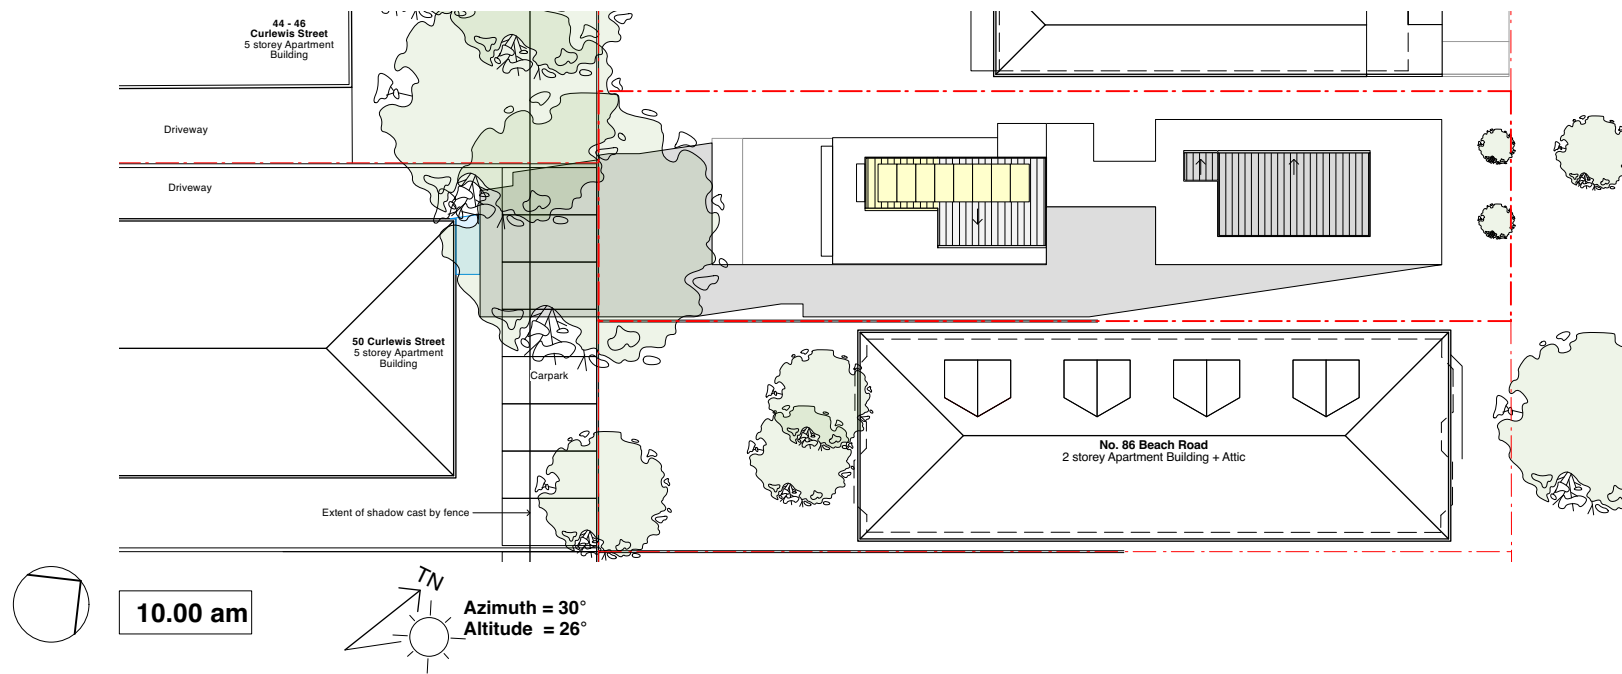 44 - 46
Curlewis Street
5 storey Apartment
Building
Driveway
Driveway
50 Curlewis Street
5 storey Apartment
Building
Carpark
No. 86 Beach Road
2 storey Apartment Building + Attic
Extent of shadow cast by fence
10.00 am
TN
Azimuth = 30°
Altitude = 26°